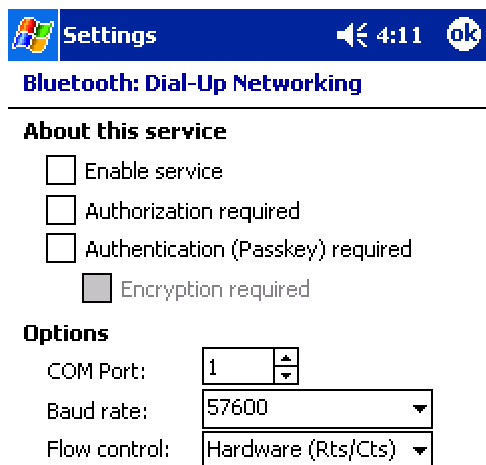 Settings 4:11 ok
Bluetooth: Dial-Up Networking
About this service
Enable service
Authorization required
Authentication (Passkey) required
Encryption required
Options
COM Port: 1
Baud rate: 57600
Flow control: Hardware (Rts/Cts)